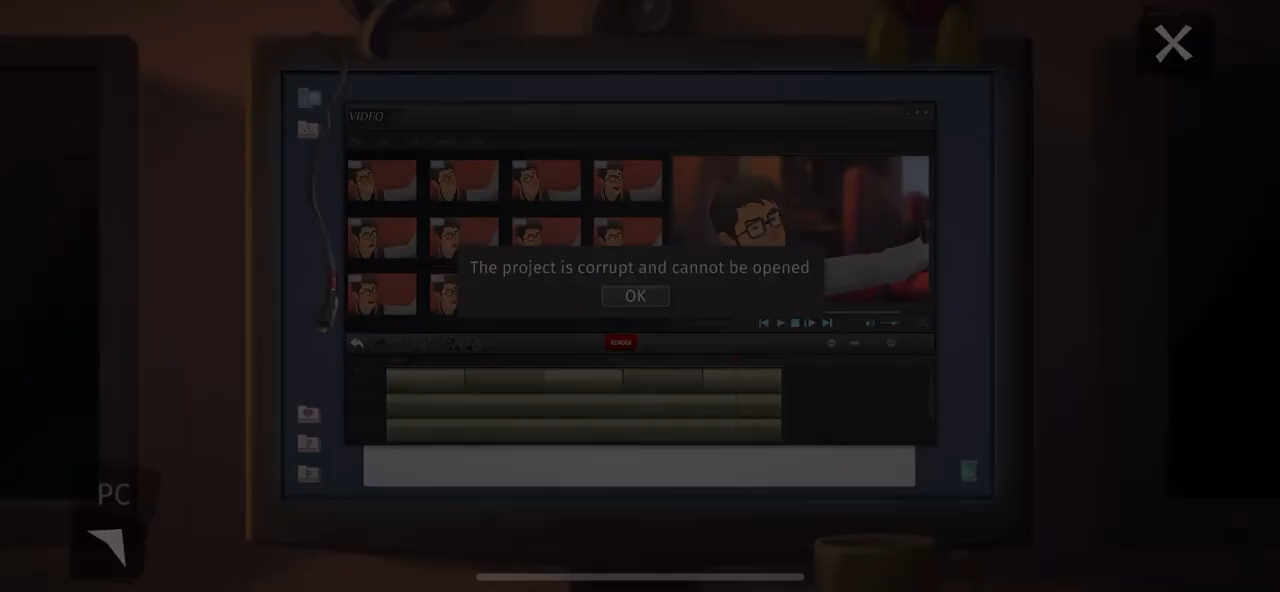 VIDEO
The project is corrupt and cannot be opened
OK
RENDER
PC